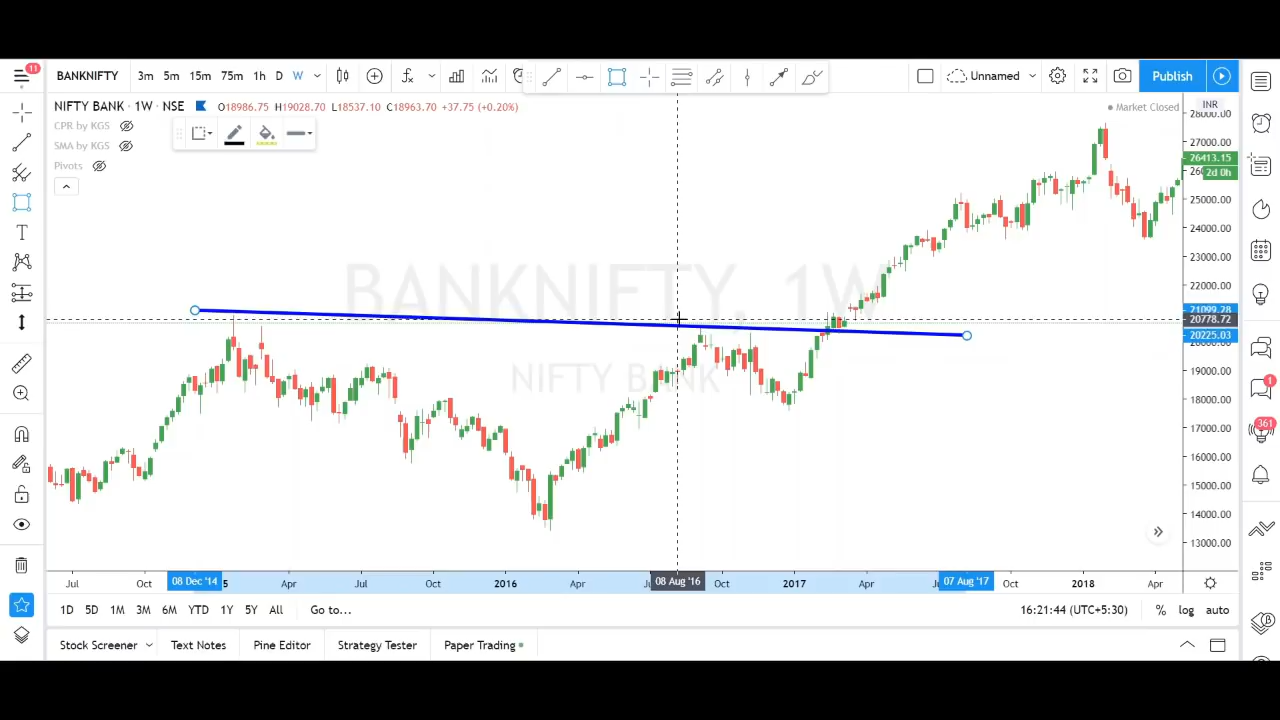 11 BANKNIFTY 3m 5m 15m 75m 1h D W Unnamed Publish
NIFTY BANK · 1W · NSE O18986.75 H19028.70 L18537.10 C18963.70 +37.75 (+0.20%) Market Closed INR
CPR by KGS
SMA by KGS
Pivots
28000.00
27000.00
26413.15
2d 0h
25000.00
24000.00
23000.00
22000.00
21099.28
20778.72
20225.03
19000.00
18000.00
17000.00
16000.00
15000.00
14000.00
13000.00
BANKNIFTY, 1W
NIFTY BANK
1
361
Jul Oct 08 Dec '14 5 Apr Jul Oct 2016 Apr 08 Aug '16 Oct 2017 Apr 07 Aug '17 Oct 2018 Apr
1D 5D 1M 3M 6M YTD 1Y 5Y All Go to... 16:21:44 (UTC+5:30) % log auto
Stock Screener Text Notes Pine Editor Strategy Tester Paper Trading